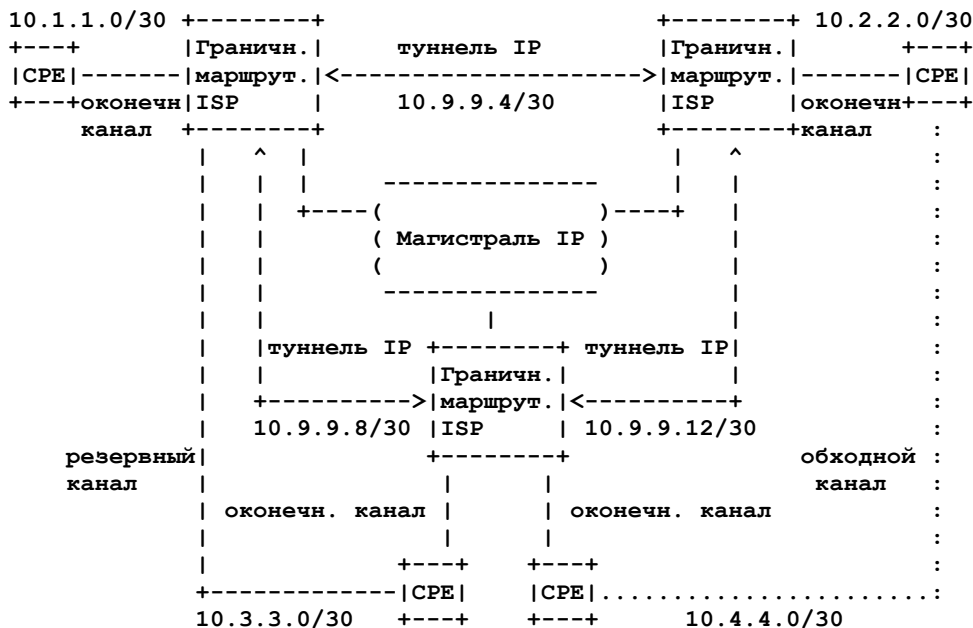 10.1.1.0/30 +--------+ +--------+ 10.2.2.0/30
+---+ |Граничн.| туннель IP |Граничн.| +---+
|CPE|-------|маршрут.|<--------------------->|маршрут.|-------|CPE|
+---+оконечн|ISP | 10.9.9.4/30 |ISP |оконечн+---+
канал +--------+ +--------+канал :
| ^ | | ^ :
| | | --------------- | | :
| | +----( )----+ | :
| | ( Магистраль IP ) | :
| | ( ) | :
| | --------------- | :
| | | | :
| |туннель IP +--------+ туннель IP| :
| | |Граничн.| | :
| +---------->|маршрут.|<----------+ :
| 10.9.9.8/30 |ISP | 10.9.9.12/30 :
резервный| +--------+ обходной :
канал | | | канал :
| оконечн. канал | | оконечн. канал :
| | | :
| +---+ +---+ :
+-------------|CPE| |CPE|.......................:
10.3.3.0/30 +---+ +---+ 10.4.4.0/30